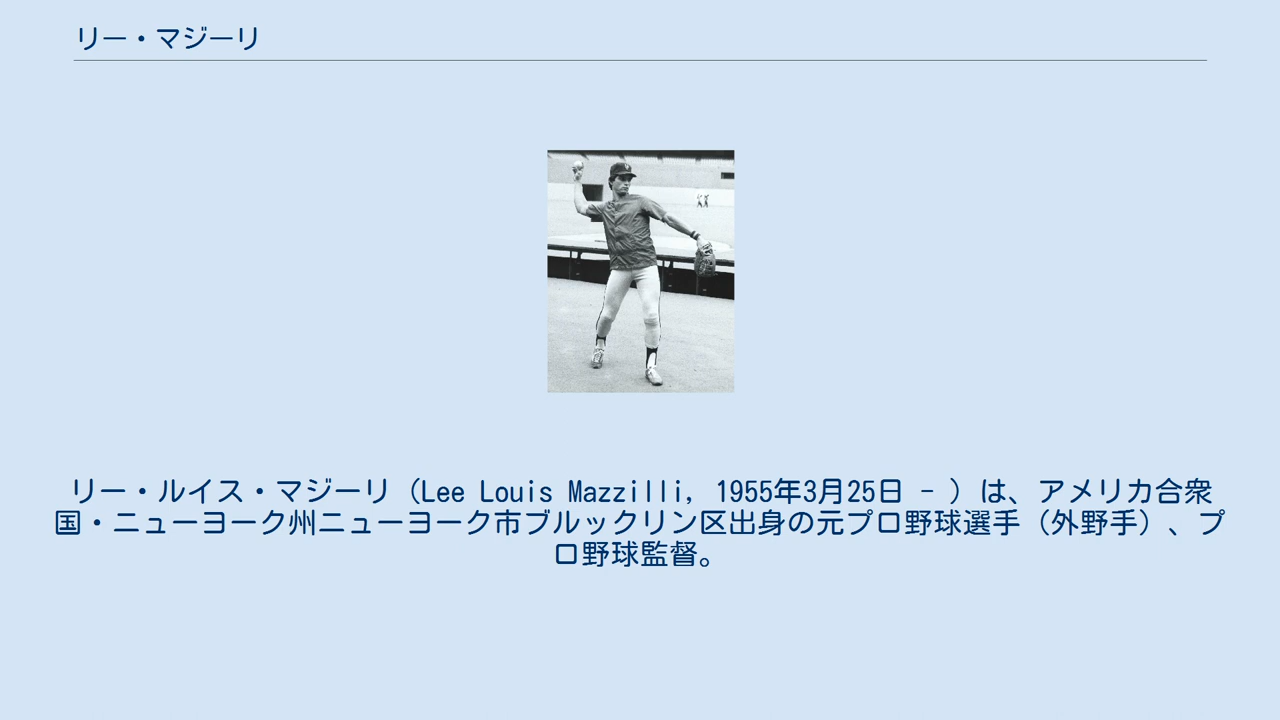 リー・マジーリ
リー・ルイス・マジーリ（Lee Louis Mazzilli, 1955年3月25日 - ）は、アメリカ合衆
国・ニューヨーク州ニューヨーク市ブルックリン区出身の元プロ野球選手（外野手）、プ
ロ野球監督。